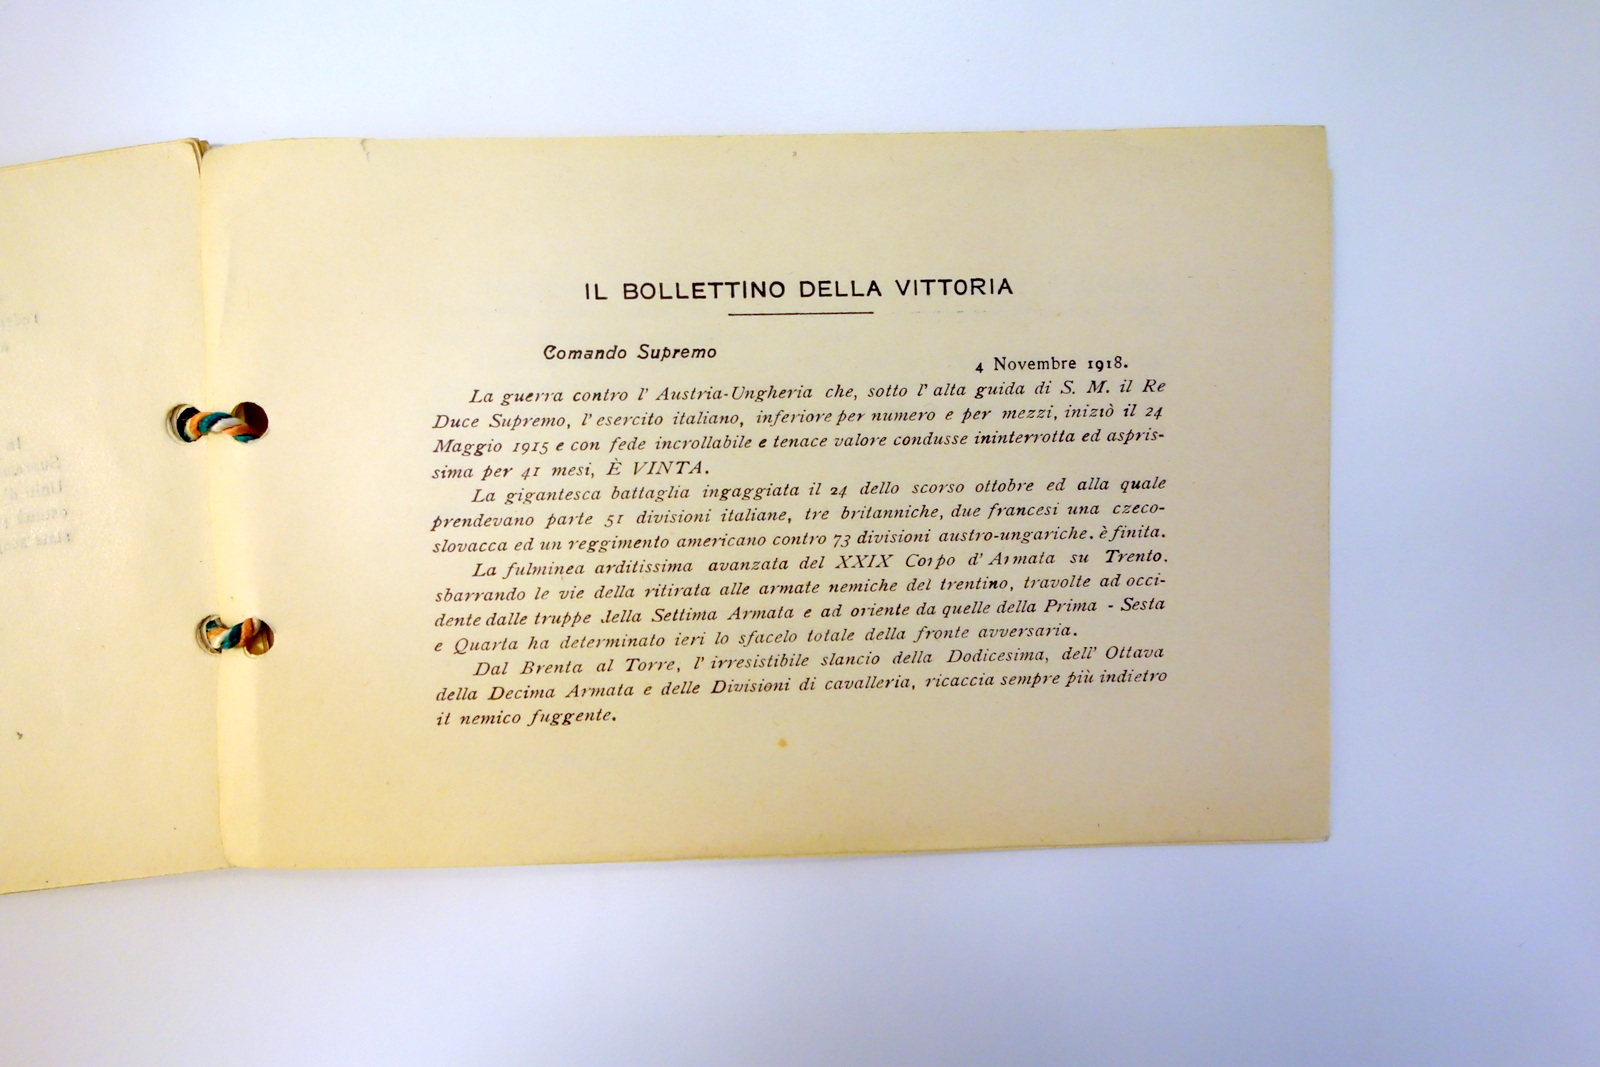 IL BOLLETTINO DELLA VITTORIA
Comando Supremo
4 Novembre 1918.
La guerra contro l' Austria-Ungheria che, sotto l' alta guida di S. M. il Re
Duce Supremo, l' esercito italiano, inferiore per numero e per mezzi, iniziò il 24
Maggio 1915 e con fede incrollabile e tenace valore condusse ininterrotta ed aspris-
sima per 41 mesi, È VINTA.
La gigantesca battaglia ingaggiata il 24 dello scorso ottobre ed alla quale
prendevano parte 51 divisioni italiane, tre britanniche, due francesi una czeco-
slovacca ed un reggimento americano contro 73 divisioni austro-ungariche. è finita.
La fulminea arditissima avanzata del XXIX Corpo d' Armata su Trento.
sbarrando le vie della ritirata alle armate nemiche del trentino, travolte ad occi-
dente dalle truppe della Settima Armata e ad oriente da quelle della Prima - Sesta
e Quarta ha determinato ieri lo sfacelo totale della fronte avversaria.
Dal Brenta al Torre, l' irresistibile slancio della Dodicesima, dell' Ottava
della Decima Armata e delle Divisioni di cavalleria, ricaccia sempre più indietro
it nemico fuggente.